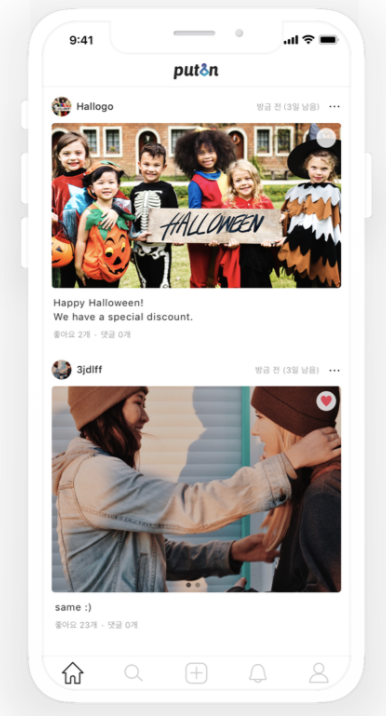 9:41
puton
Hallogo
방금 전 (3일 남음)
HALLOWEEN
Happy Halloween!
We have a special discount.
좋아요 2개 · 댓글 0개
3jdlff
방금 전 (3일 남음)
same :)
좋아요 23개 · 댓글 0개